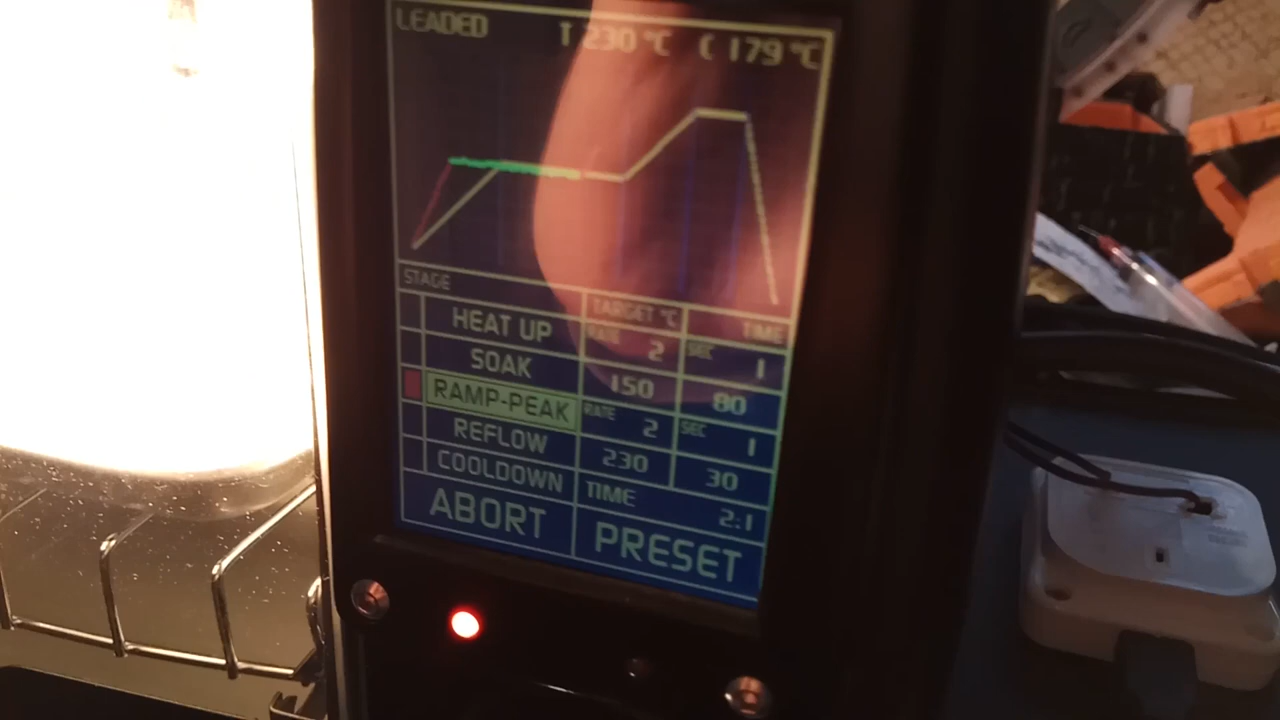 LEADED T 230 °C C 179 °C
STAGE TARGET °C TIME
HEAT UP RATE 2 SEC 1
SOAK 150 80
RAMP-PEAK RATE 2 SEC 1
REFLOW 230 30
COOLDOWN TIME 2:1
ABORT PRESET